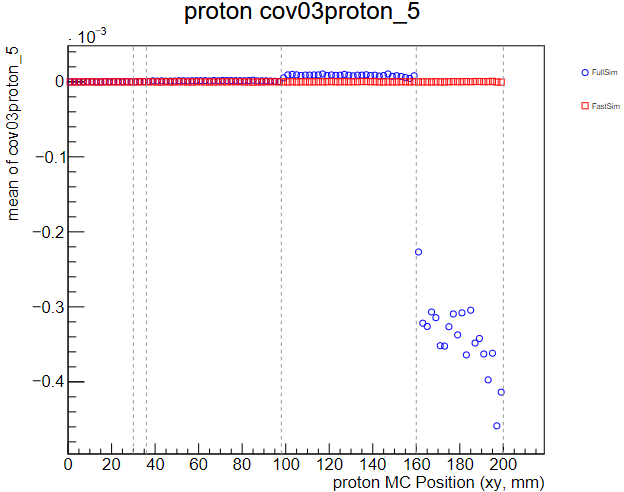 proton cov03proton_5
· 10⁻³
mean of cov03proton_5
0
−0.1
−0.2
−0.3
−0.4
0 20 40 60 80 100 120 140 160 180 200
proton MC Position (xy, mm)
FullSim
FastSim